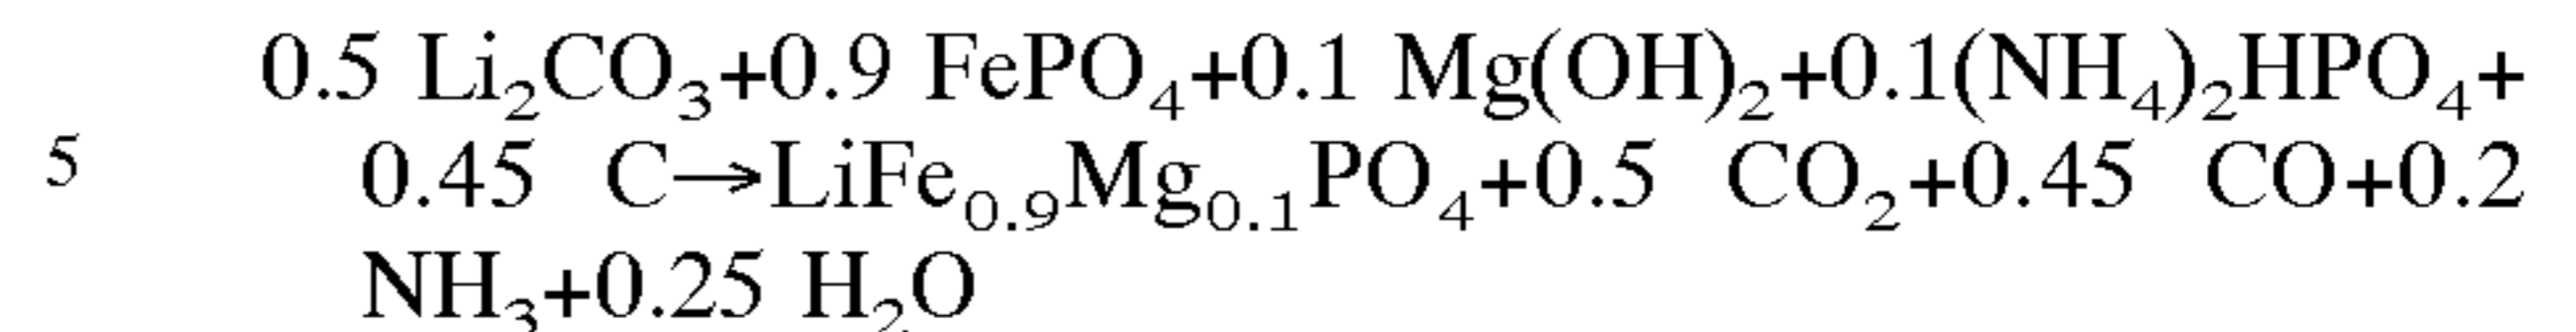 0.5 Li₂CO₃+0.9 FePO₄+0.1 Mg(OH)₂+0.1(NH₄)₂HPO₄+
5 0.45 C→LiFe₀.₉Mg₀.₁PO₄+0.5 CO₂+0.45 CO+0.2
NH₃+0.25 H₂O